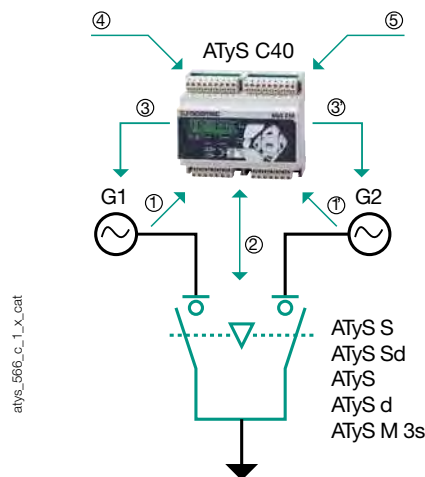 ④ ⑤
ATyS C40
③ ③'
G1 G2
① ①'
②
ATyS S
ATyS Sd
ATyS
ATyS d
ATyS M 3s
atys_566_c_1_x_cat